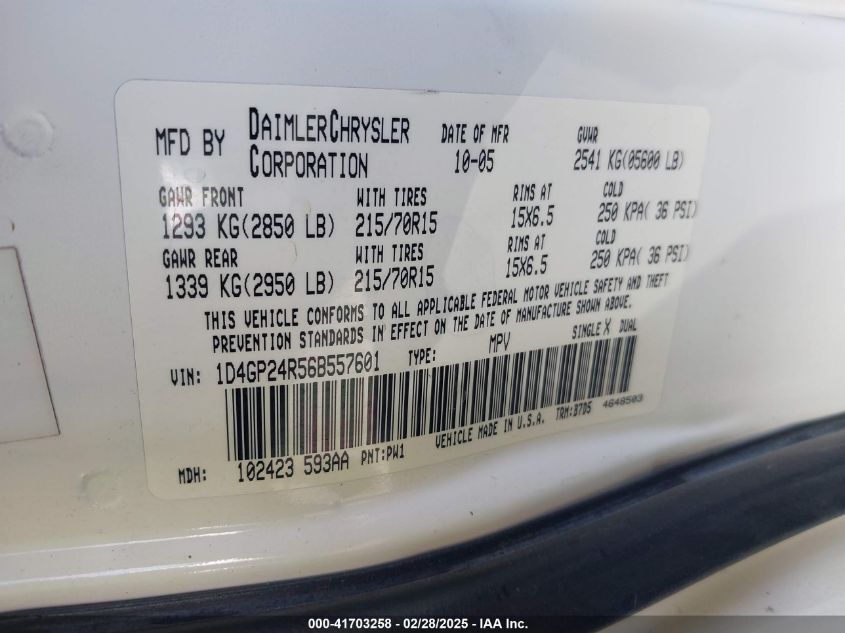 MFD BY DAIMLERCHRYSLER CORPORATION DATE OF MFR 10-05 GVWR 2541 KG(05600 LB)
GAWR FRONT WITH TIRES RIMS AT COLD
1293 KG(2850 LB) 215/70R15 15X6.5 250 KPA( 36 PSI)
GAWR REAR WITH TIRES RIMS AT COLD
1339 KG(2950 LB) 215/70R15 15X6.5 250 KPA( 36 PSI)
THIS VEHICLE CONFORMS TO ALL APPLICABLE FEDERAL MOTOR VEHICLE SAFETY AND THEFT
PREVENTION STANDARDS IN EFFECT ON THE DATE OF MANUFACTURE SHOWN ABOVE.
VIN: 1D4GP24R56B557601 TYPE: MPV SINGLE X DUAL
MDH: 102423 593AA PNT:PW1 VEHICLE MADE IN U.S.A. TRM:B7D5 4648503
000-41703258 - 02/28/2025 - IAA Inc.